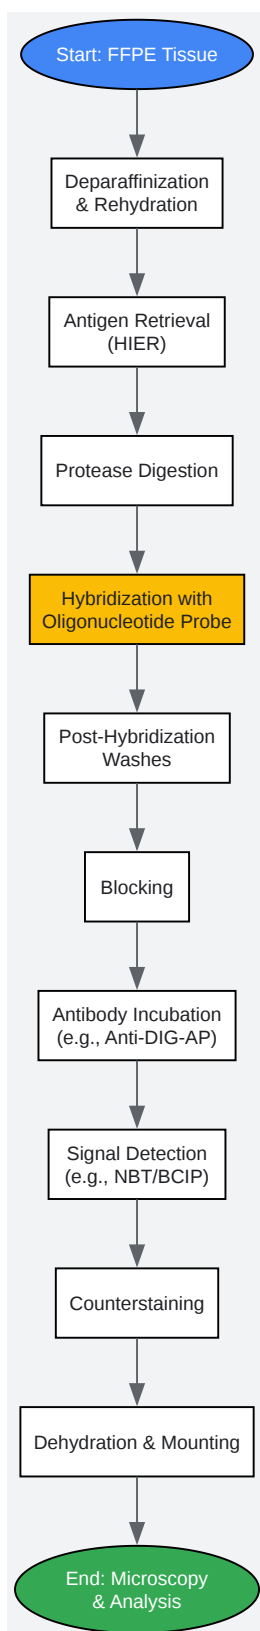 Start: FFPE Tissue
Deparaffinization
& Rehydration
Antigen Retrieval
(HIER)
Protease Digestion
Hybridization with
Oligonucleotide Probe
Post-Hybridization
Washes
Blocking
Antibody Incubation
(e.g., Anti-DIG-AP)
Signal Detection
(e.g., NBT/BCIP)
Counterstaining
Dehydration & Mounting
End: Microscopy
& Analysis